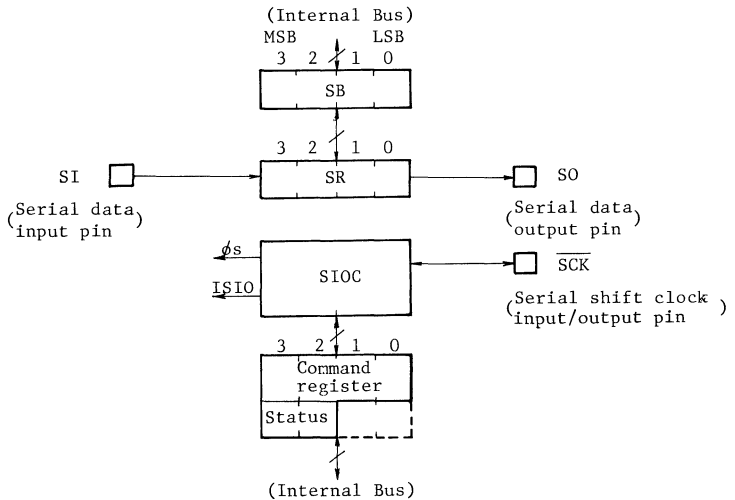 (Internal Bus)
MSB LSB
3 2 1 0
SB
3 2 1 0
SI SR SO
(Serial data input pin)
(Serial data output pin)
φs
SIOC
S̅C̅K̅
ISIO
(Serial shift clock input/output pin)
3 2 1 0
Command
register
Status
(Internal Bus)